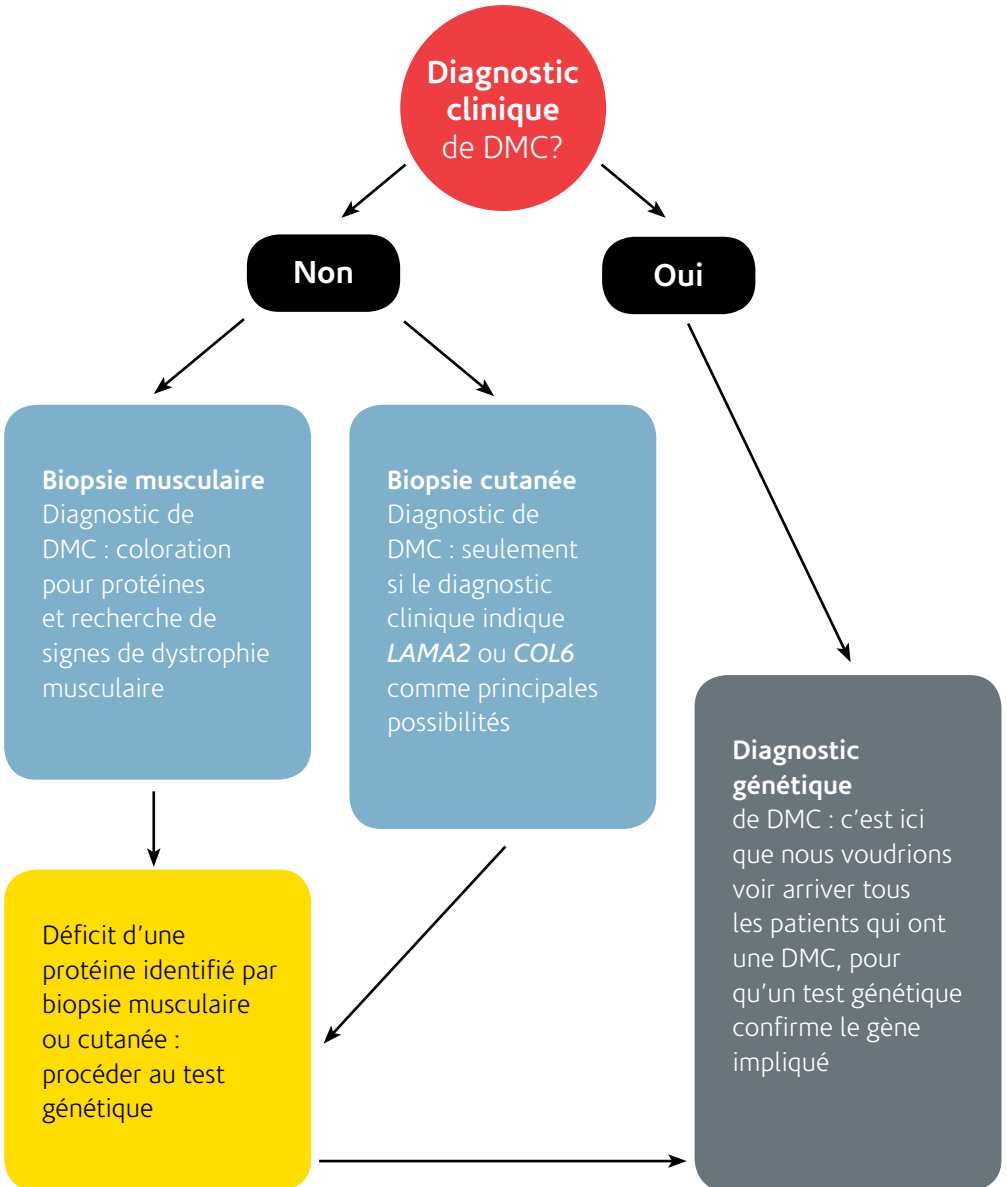 Diagnostic
clinique
de DMC?
Non
Oui
Biopsie musculaire
Diagnostic de
DMC : coloration
pour protéines
et recherche de
signes de dystrophie
musculaire
Biopsie cutanée
Diagnostic de
DMC : seulement
si le diagnostic
clinique indique
LAMA2 ou COL6
comme principales
possibilités
Déficit d’une
protéine identifié par
biopsie musculaire
ou cutanée :
procéder au test
génétique
Diagnostic
génétique
de DMC : c’est ici
que nous voudrions
voir arriver tous
les patients qui ont
une DMC, pour
qu’un test génétique
confirme le gène
impliqué